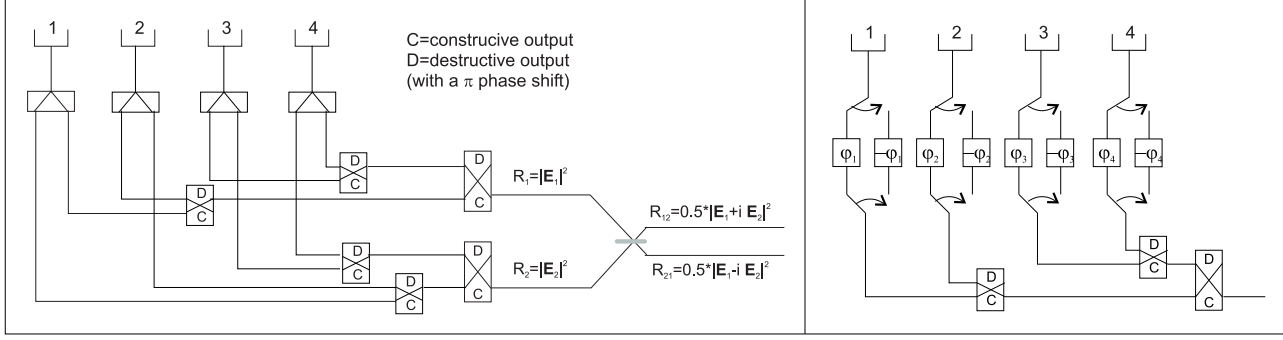 1 2 3 4
C=construcive output
D=destructive output
(with a π phase shift)
D
C
D
C
R₁=|E₁|²
D
C
R₁₂=0.5*|E₁+i E₂|²
D
C
D
C
R₂=|E₂|²
R₂₁=0.5*|E₁-i E₂|²
D
C
1 2 3 4
φ₁ -φ₁ φ₂ -φ₂ φ₃ -φ₃ φ₄ -φ₄
D
C
D
C
D
C